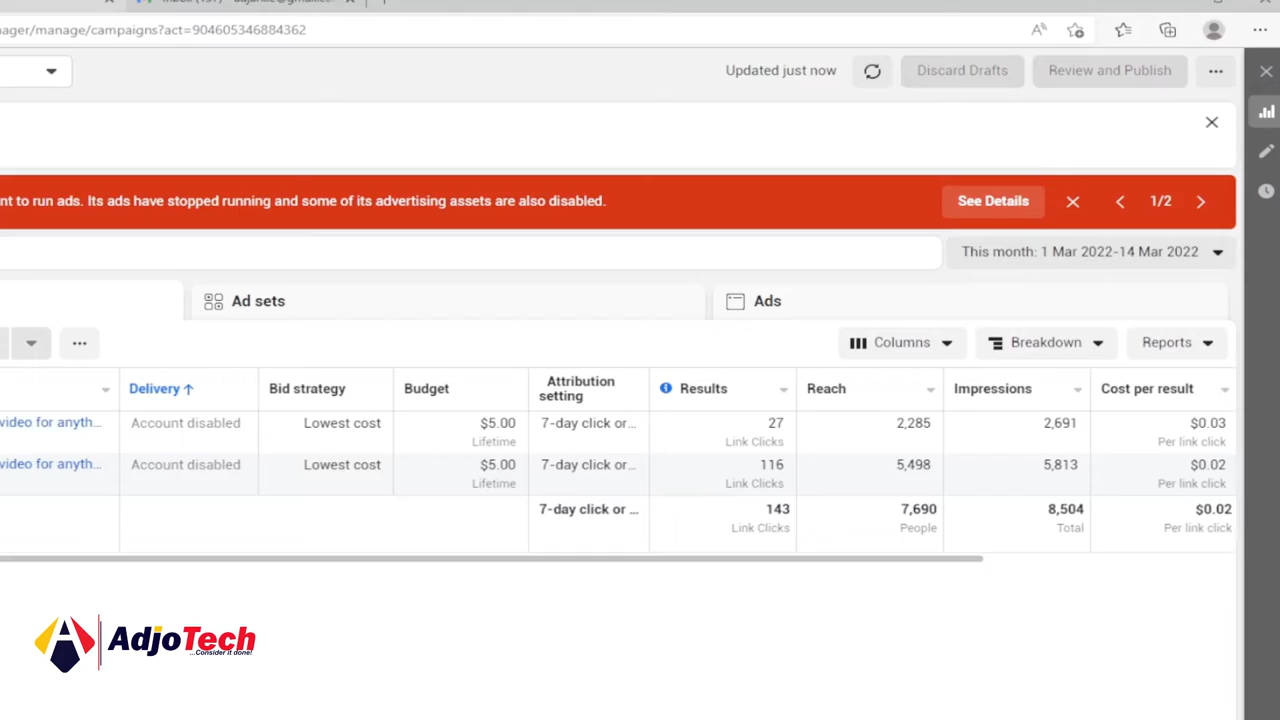 ager/manage/campaigns?act=904605346884362
Updated just now
Discard Drafts
Review and Publish
nt to run ads. Its ads have stopped running and some of its advertising assets are also disabled.
See Details
1/2
This month: 1 Mar 2022-14 Mar 2022
Ad sets
Ads
Columns
Breakdown
Reports
Delivery
Bid strategy
Budget
Attribution
setting
Results
Reach
Impressions
Cost per result
video for anyth...
Account disabled
Lowest cost
$5.00
Lifetime
7-day click or...
27
Link Clicks
2,285
2,691
$0.03
Per link click
video for anyth...
Account disabled
Lowest cost
$5.00
Lifetime
7-day click or...
116
Link Clicks
5,498
5,813
$0.02
Per link click
7-day click or ...
143
Link Clicks
7,690
People
8,504
Total
$0.02
Per link click
AdjoTech
...Consider it done!